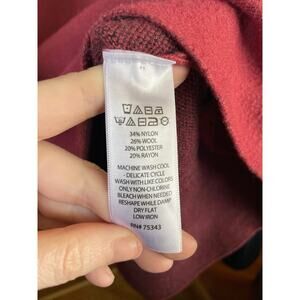 34% NYLON
26% WOOL
20% POLYESTER
20% RAYON
MACHINE WASH COOL
- DELICATE CYCLE
WASH WITH LIKE COLORS
ONLY NON-CHLORINE
BLEACH WHEN NEEDED
RESHAPE WHILE DAMP
DRY FLAT
LOW IRON
RN# 75343